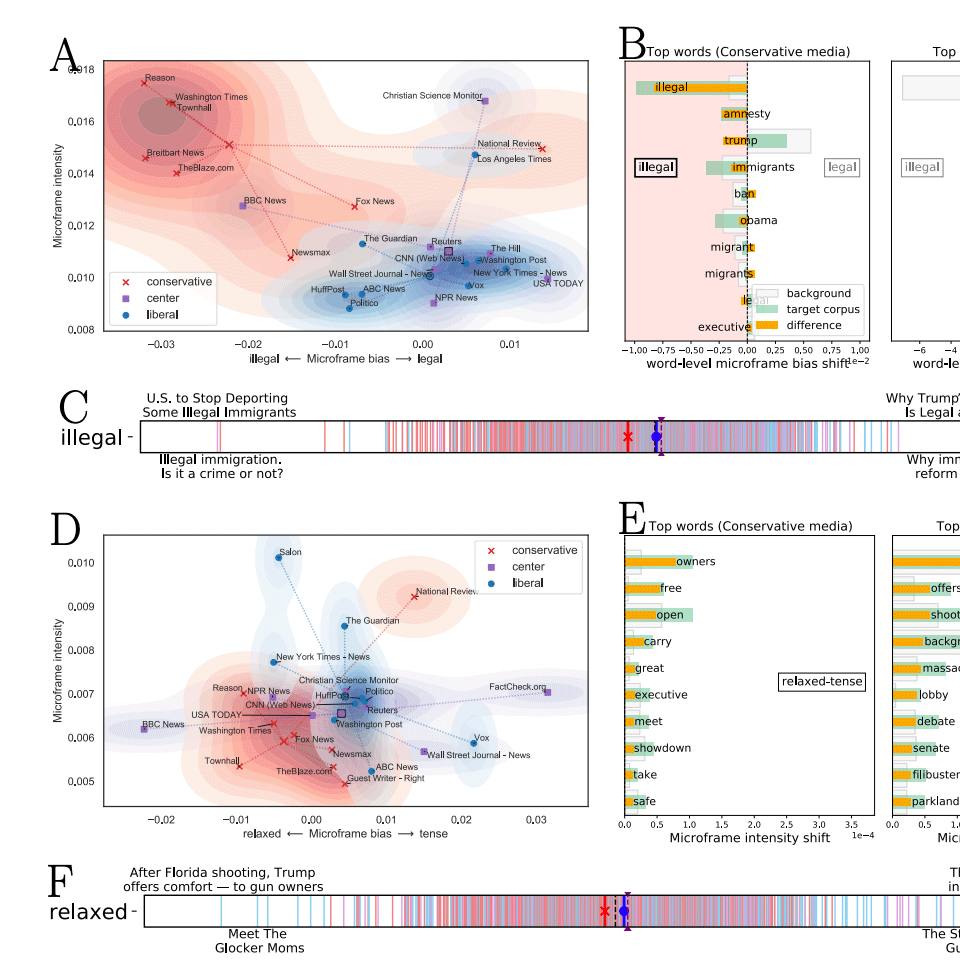 A
0.018
0.016
0.014
0.012
0.010
0.008
Microframe intensity
Reason
Washington Times
Townhall
Breitbart News
TheBlaze.com
Christian Science Monitor
National Review
Los Angeles Times
BBC News
Fox News
The Guardian
Newsmax
Reuters
The Hill
CNN (Web News)
Washington Post
Wall Street Journal - News
New York Times - News
USA TODAY
HuffPost
ABC News
Vox
Politico
NPR News
conservative
center
liberal
−0.03 −0.02 −0.01 0.00 0.01
illegal ⟵ Microframe bias ⟶ legal
B
Top words (Conservative media)
illegal
amnesty
trump
immigrants
ban
obama
migrant
migrants
legal
executive
illegal
legal
background
target corpus
difference
−1.00 −0.75 −0.50 −0.25 0.00 0.25 0.50 0.75 1.00
1e−2
word-level microframe bias shift
Top
illegal
−6 −4
word-le
C
U.S. to Stop Deporting
Some Illegal Immigrants
Why Trump'
Is Legal a
illegal
Illegal immigration.
Is it a crime or not?
Why imm
reform
D
0.010
0.009
0.008
0.007
0.006
0.005
Microframe intensity
Salon
conservative
center
liberal
National Review
The Guardian
New York Times - News
Christian Science Monitor
Reason
NPR News
HuffPost
Politico
FactCheck.org
CNN (Web News)
USA TODAY
Reuters
BBC News
Washington Times
Washington Post
Fox News
Vox
Newsmax
Wall Street Journal - News
Townhall
TheBlaze.com
ABC News
Guest Writer - Right
−0.02 −0.01 0.00 0.01 0.02 0.03
relaxed ⟵ Microframe bias ⟶ tense
E
Top words (Conservative media)
owners
free
open
carry
great
executive
meet
showdown
take
safe
relaxed-tense
0.0 0.5 1.0 1.5 2.0 2.5 3.0 3.5
1e−4
Microframe intensity shift
Top
offers
shoot
backgr
massac
lobby
debate
senate
filibuster
parkland
0.0 0.5 1.0
Mic
F
After Florida shooting, Trump
offers comfort — to gun owners
Th
in
relaxed
Meet The
Glocker Moms
The St
Gu